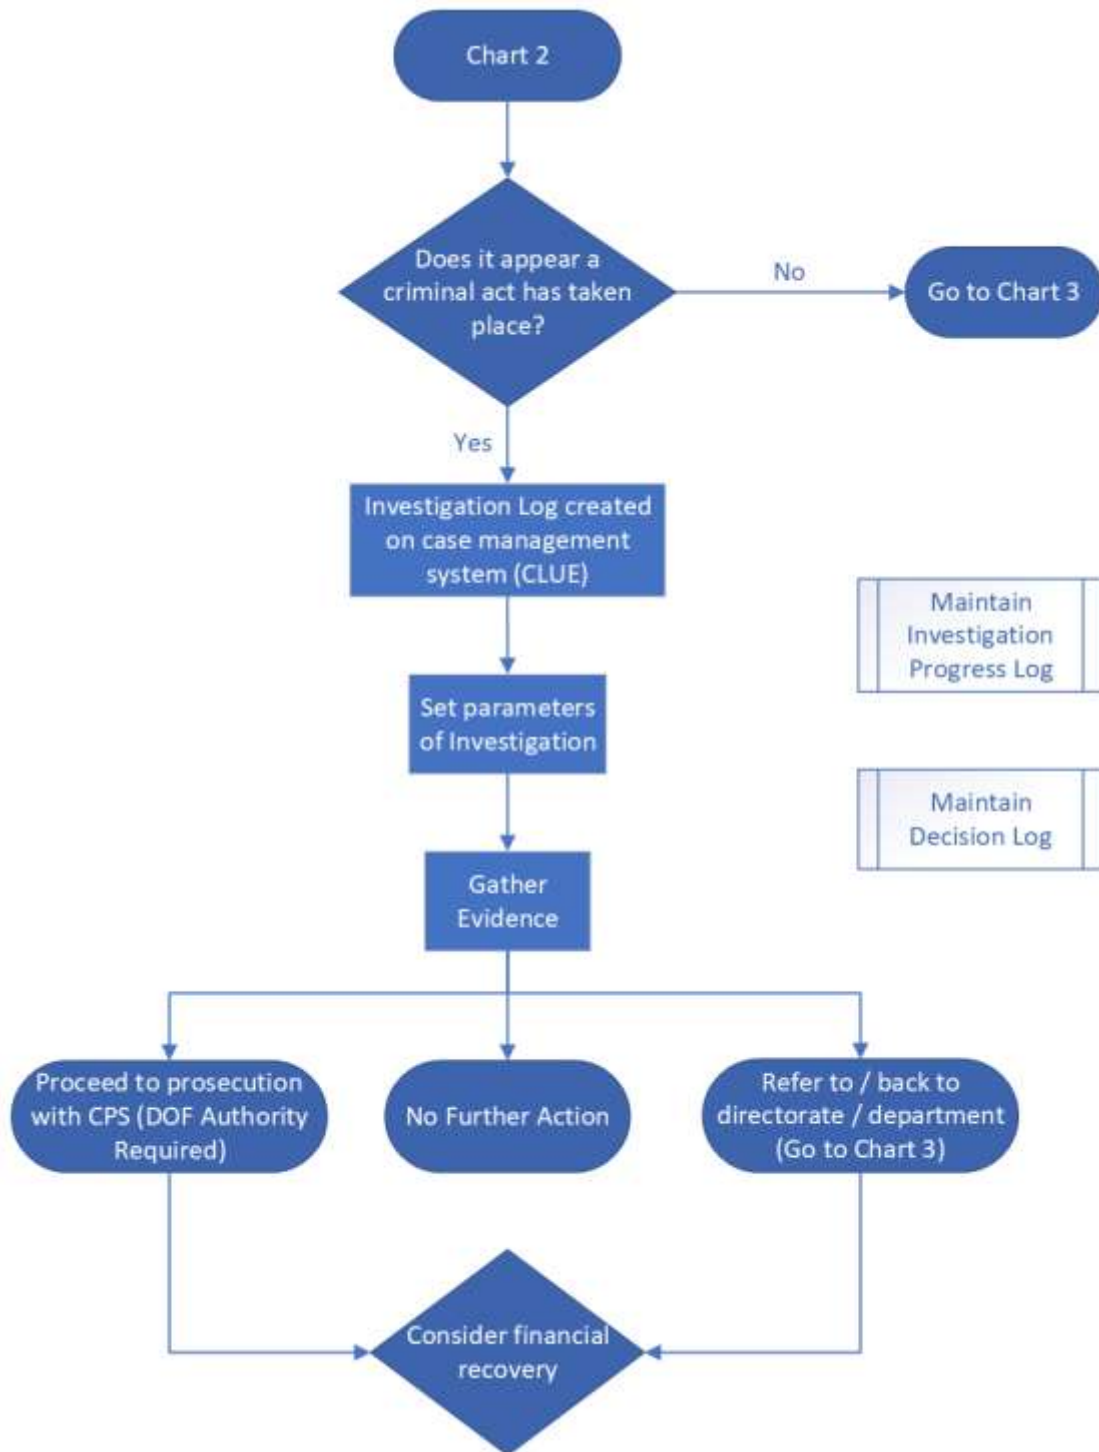 Chart 2
Does it appear a
criminal act has taken
place?
No
Go to Chart 3
Yes
Investigation Log created
on case management
system (CLUE)
Maintain
Investigation
Progress Log
Set parameters
of Investigation
Maintain
Decision Log
Gather
Evidence
Proceed to prosecution
with CPS (DOF Authority
Required)
No Further Action
Refer to / back to
directorate / department
(Go to Chart 3)
Consider financial
recovery